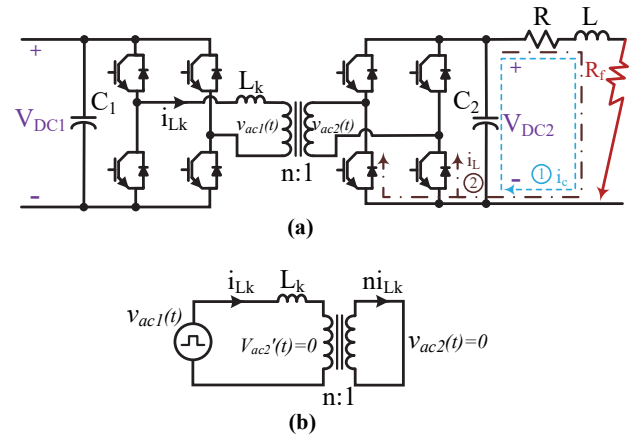 R L
+ + R_f
L_k
V_DC1 C_1 i_Lk v_ac1(t) v_ac2(t) C_2 V_DC2
i_L
- n:1 ② - ① i_c
(a)
i_Lk L_k ni_Lk
v_ac1(t)
V_ac2'(t)=0 v_ac2(t)=0
n:1
(b)